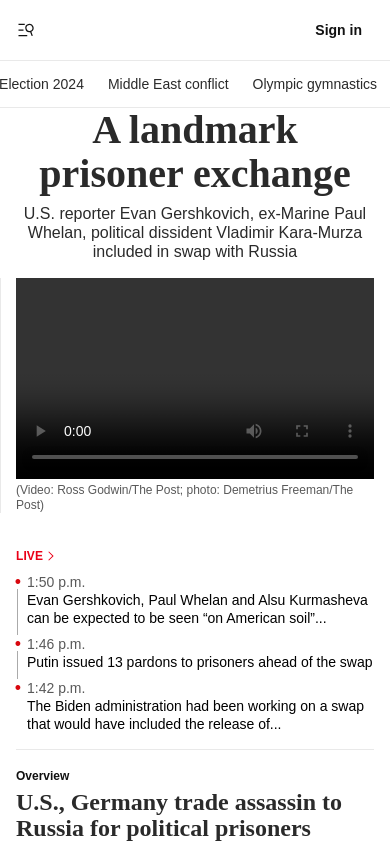 Sign in
Election 2024
Middle East conflict
Olympic gymnastics
A landmark
prisoner exchange
U.S. reporter Evan Gershkovich, ex-Marine Paul
Whelan, political dissident Vladimir Kara-Murza
included in swap with Russia
0:00
(Video: Ross Godwin/The Post; photo: Demetrius Freeman/The
Post)
LIVE
1:50 p.m.
Evan Gershkovich, Paul Whelan and Alsu Kurmasheva
can be expected to be seen “on American soil”...
1:46 p.m.
Putin issued 13 pardons to prisoners ahead of the swap
1:42 p.m.
The Biden administration had been working on a swap
that would have included the release of...
Overview
U.S., Germany trade assassin to
Russia for political prisoners